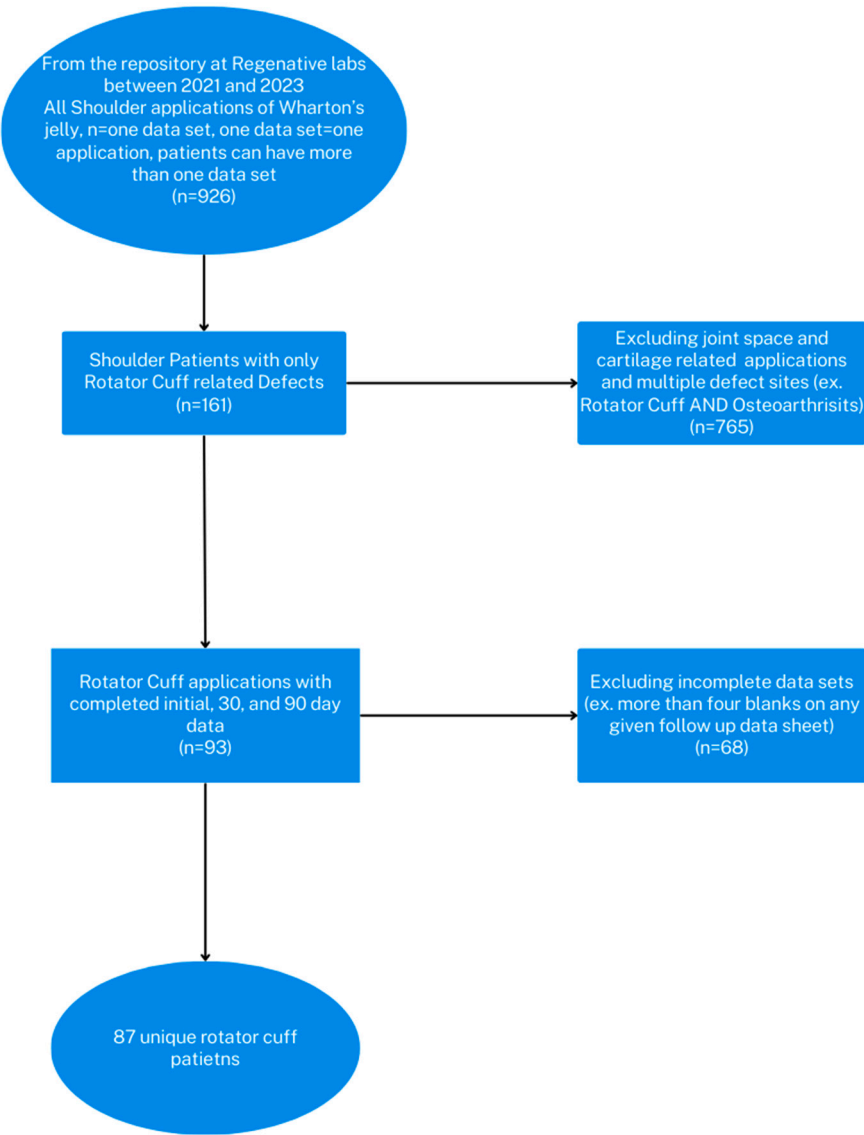 From the repository at Regenative labs
between 2021 and 2023
All Shoulder applications of Wharton's
jelly, n=one data set, one data set=one
application, patients can have more
than one data set
(n=926)
Shoulder Patients with only
Rotator Cuff related Defects
(n=161)
Excluding joint space and
cartilage related applications
and multiple defect sites (ex.
Rotator Cuff AND Osteoarthrisits)
(n=765)
Rotator Cuff applications with
completed initial, 30, and 90 day
data
(n=93)
Excluding incomplete data sets
(ex. more than four blanks on any
given follow up data sheet)
(n=68)
87 unique rotator cuff
patietns